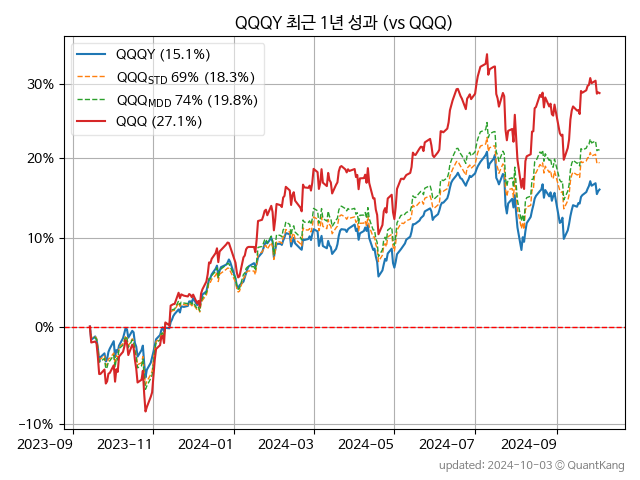 QQQY 최근 1년 성과 (vs QQQ)
QQQY (15.1%)
QQQSTD 69% (18.3%)
QQQMDD 74% (19.8%)
QQQ (27.1%)
30%
20%
10%
0%
−10%
2023-09 2023-11 2024-01 2024-03 2024-05 2024-07 2024-09
updated: 2024-10-03 © QuantKang